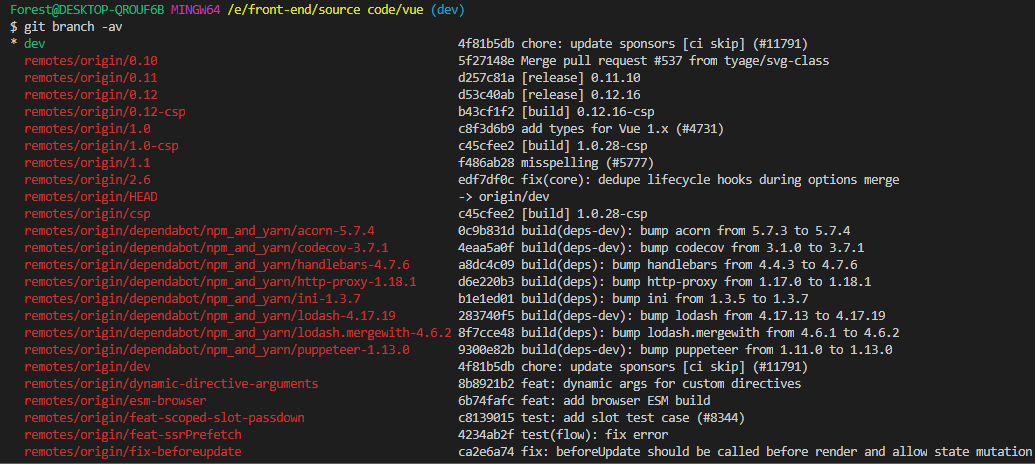 Forest@DESKTOP-QROUF6B MINGW64 /e/front-end/source code/vue (dev)
$ git branch -av
* dev 4f81b5db chore: update sponsors [ci skip] (#11791)
remotes/origin/0.10 5f27148e Merge pull request #537 from tyage/svg-class
remotes/origin/0.11 d257c81a [release] 0.11.10
remotes/origin/0.12 d53c40ab [release] 0.12.16
remotes/origin/0.12-csp b43cf1f2 [build] 0.12.16-csp
remotes/origin/1.0 c8f3d6b9 add types for Vue 1.x (#4731)
remotes/origin/1.0-csp c45cfee2 [build] 1.0.28-csp
remotes/origin/1.1 f486ab28 misspelling (#5777)
remotes/origin/2.6 edf7df0c fix(core): dedupe lifecycle hooks during options merge
remotes/origin/HEAD -> origin/dev
remotes/origin/csp c45cfee2 [build] 1.0.28-csp
remotes/origin/dependabot/npm_and_yarn/acorn-5.7.4 0c9b831d build(deps-dev): bump acorn from 5.7.3 to 5.7.4
remotes/origin/dependabot/npm_and_yarn/codecov-3.7.1 4eaa5a0f build(deps-dev): bump codecov from 3.1.0 to 3.7.1
remotes/origin/dependabot/npm_and_yarn/handlebars-4.7.6 a8dc4c09 build(deps): bump handlebars from 4.4.3 to 4.7.6
remotes/origin/dependabot/npm_and_yarn/http-proxy-1.18.1 d6e220b3 build(deps): bump http-proxy from 1.17.0 to 1.18.1
remotes/origin/dependabot/npm_and_yarn/ini-1.3.7 b1e1ed01 build(deps): bump ini from 1.3.5 to 1.3.7
remotes/origin/dependabot/npm_and_yarn/lodash-4.17.19 283740f5 build(deps-dev): bump lodash from 4.17.13 to 4.17.19
remotes/origin/dependabot/npm_and_yarn/lodash.mergewith-4.6.2 8f7cce48 build(deps): bump lodash.mergewith from 4.6.1 to 4.6.2
remotes/origin/dependabot/npm_and_yarn/puppeteer-1.13.0 9300e82b build(deps-dev): bump puppeteer from 1.11.0 to 1.13.0
remotes/origin/dev 4f81b5db chore: update sponsors [ci skip] (#11791)
remotes/origin/dynamic-directive-arguments 8b8921b2 feat: dynamic args for custom directives
remotes/origin/esm-browser 6b74fafc feat: add browser ESM build
remotes/origin/feat-scoped-slot-passdown c8139015 test: add slot test case (#8344)
remotes/origin/feat-ssrPrefetch 4234ab2f test(flow): fix error
remotes/origin/fix-beforeupdate ca2e6a74 fix: beforeUpdate should be called before render and allow state mutation